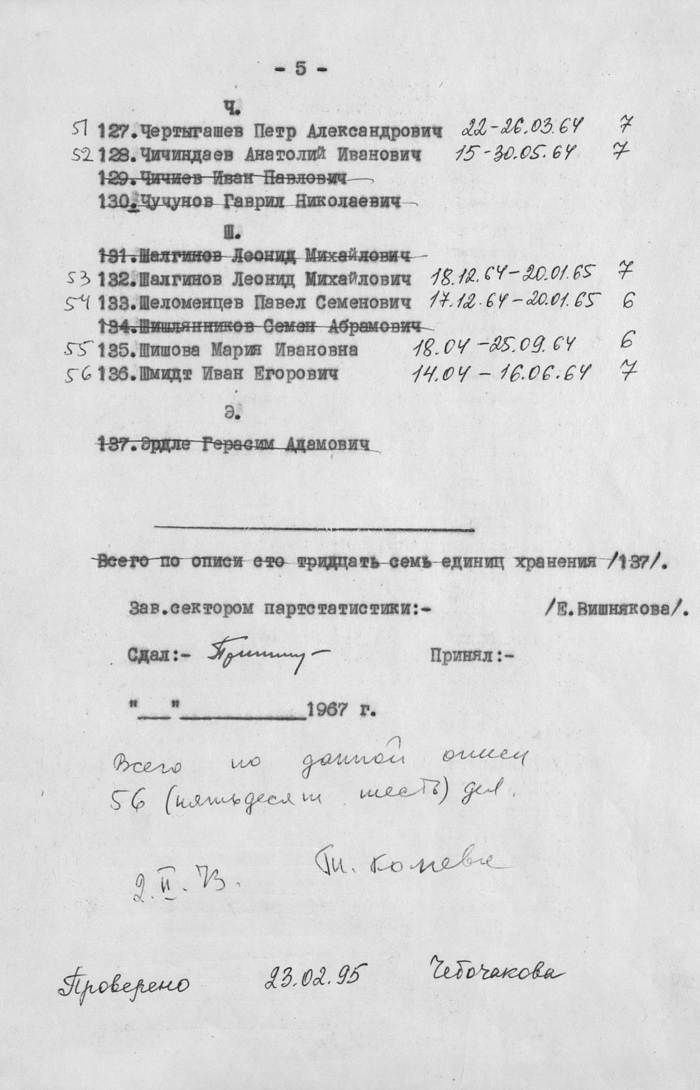 - 5 -
Ч.
51 127.Чертыгашев Петр Александрович 22-26.03.64 7
52 128.Чичиндаев Анатолий Иванович 15-30.05.64 7
129.Чичиев Иван Павлович
130.Чучунов Гаврил Николаевич
Ш.
131.Шалгинов Леонид Михайлович
53 132.Шалгинов Леонид Михайлович 18.12.64-20.01.65 7
54 133.Шеломенцев Павел Семенович 17.12.64-20.01.65 6
134.Шишлянников Семен Абрамович
55 135.Шишова Мария Ивановна 18.04-25.09.64 6
56 136.Шмидт Иван Егорович 14.04-16.06.64 7
Э.
137.Эрдле Герасим Адамович
Всего по описи сто тридцать семь единиц хранения /137/.
Зав.сектором партстатистики:- /Е.Вишнякова/.
Сдал:- Принял:-
"___"____________1967 г.
Всего по данной описи
56 (пятьдесят шесть) дел.
2.II.73.
Проверено 23.02.95 Чебочакова